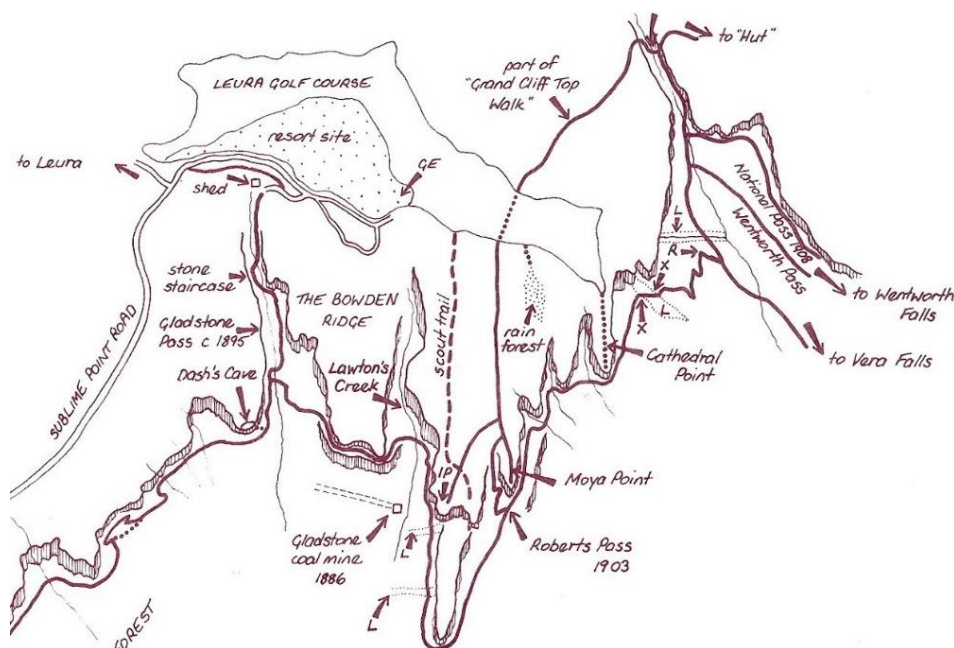 to "Hut"
part of
"Grand Cliff Top
Walk"
LEURA GOLF COURSE
resort site
to Leura
GE
shed
National Pass 1908
Wentworth Pass
L
R
X
L
X
stone
staircase
THE BOWDEN
RIDGE
to Wentworth
Falls
SUBLIME POINT ROAD
Gladstone
Pass c 1895
scout trail
rain
forest
Cathedral
Point
to Vera Falls
Dash's Cave
Lawton's
Creek
IP
Moya Point
Gladstone
coal mine
1886
L
Roberts Pass
1903
L
FOREST